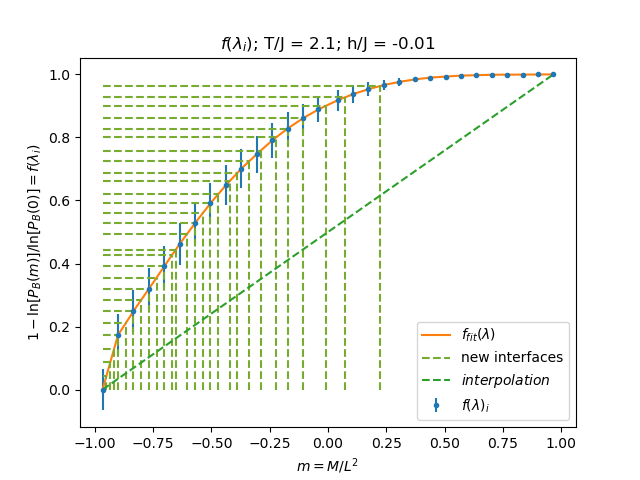 f(λᵢ); T/J = 2.1; h/J = -0.01
1 − ln[P_B(m)]/ln[P_B(0)] = f(λᵢ)
1.0
0.8
0.6
0.4
0.2
0.0
−1.00 −0.75 −0.50 −0.25 0.00 0.25 0.50 0.75 1.00
m = M/L²
f_fit(λ)
new interfaces
interpolation
f(λ)ᵢ